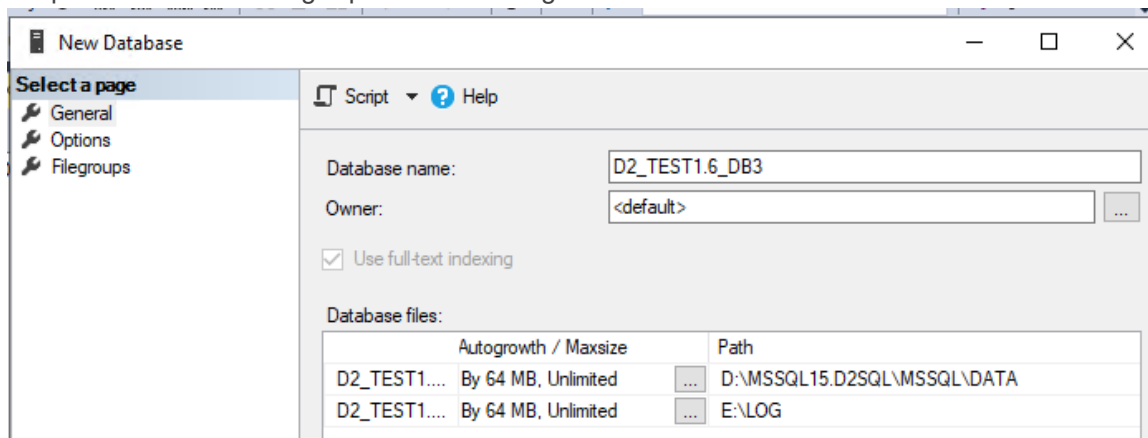 New Database
Select a page
General
Options
Filegroups
Script
Help
Database name:
D2_TEST1.6_DB3
Owner:
<default>
...
Use full-text indexing
Database files:
Autogrowth / Maxsize Path
D2_TEST1.... By 64 MB, Unlimited ... D:\MSSQL15.D2SQL\MSSQL\DATA
D2_TEST1.... By 64 MB, Unlimited ... E:\LOG